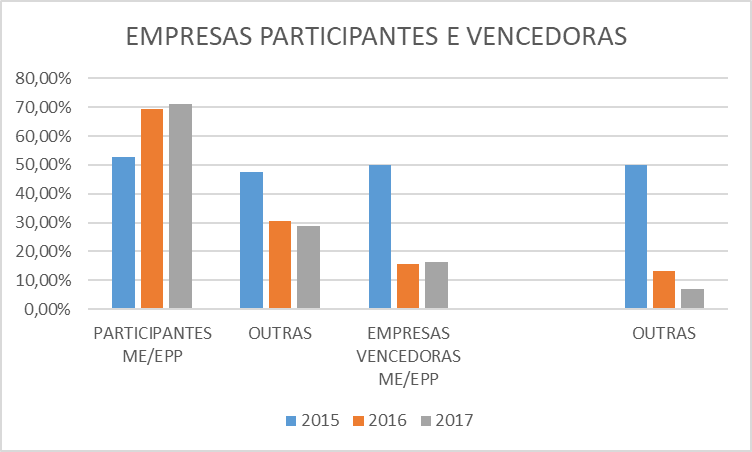 EMPRESAS PARTICIPANTES E VENCEDORAS
80,00%
70,00%
60,00%
50,00%
40,00%
30,00%
20,00%
10,00%
0,00%
PARTICIPANTES
ME/EPP
OUTRAS
EMPRESAS
VENCEDORAS
ME/EPP
OUTRAS
2015
2016
2017